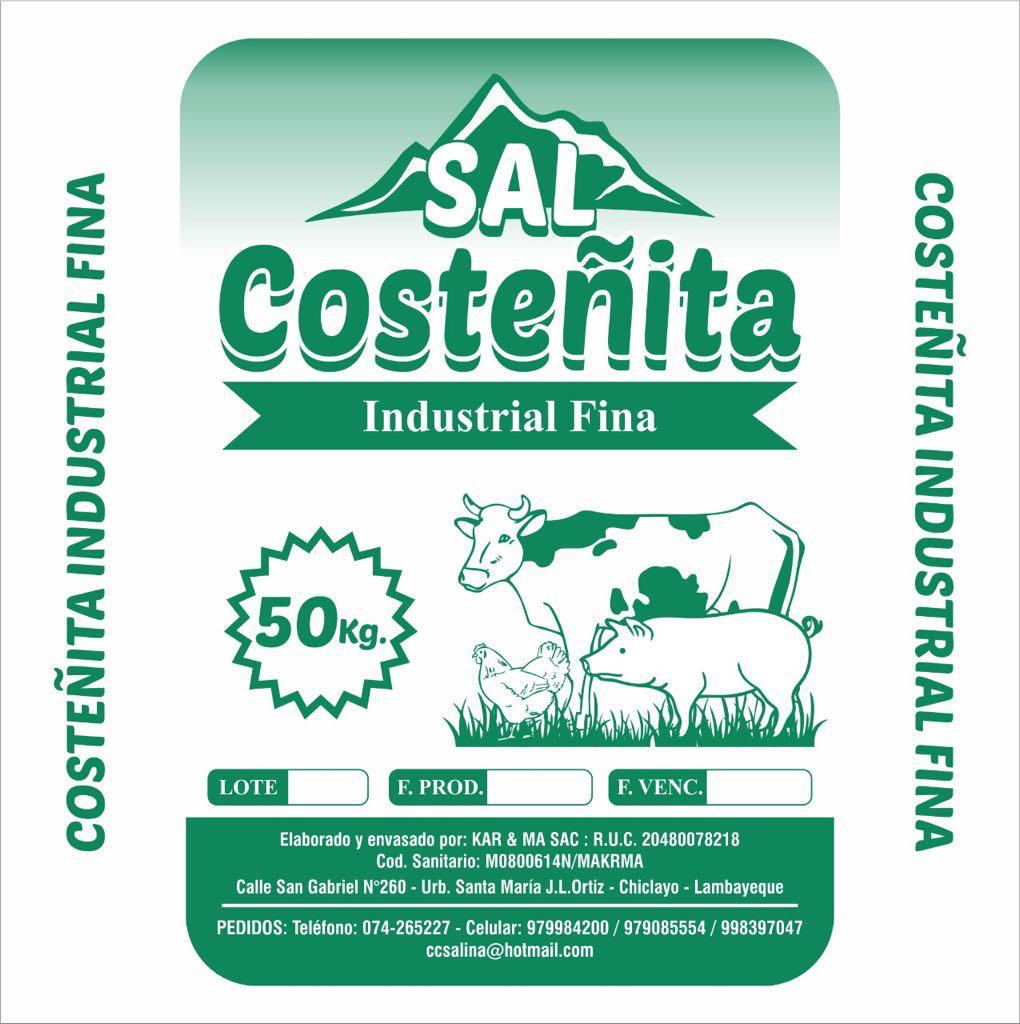 SAL
Costeñita
Industrial Fina
COSTEÑITA INDUSTRIAL FINA
COSTEÑITA INDUSTRIAL FINA
50Kg.
LOTE
F. PROD.
F. VENC.
Elaborado y envasado por: KAR & MA SAC : R.U.C. 20480078218
Cod. Sanitario: M0800614N/MAKRMA
Calle San Gabriel N°260 - Urb. Santa María J.L.Ortiz - Chiclayo - Lambayeque
PEDIDOS: Teléfono: 074-265227 - Celular: 979984200 / 979085554 / 998397047
ccsalina@hotmail.com